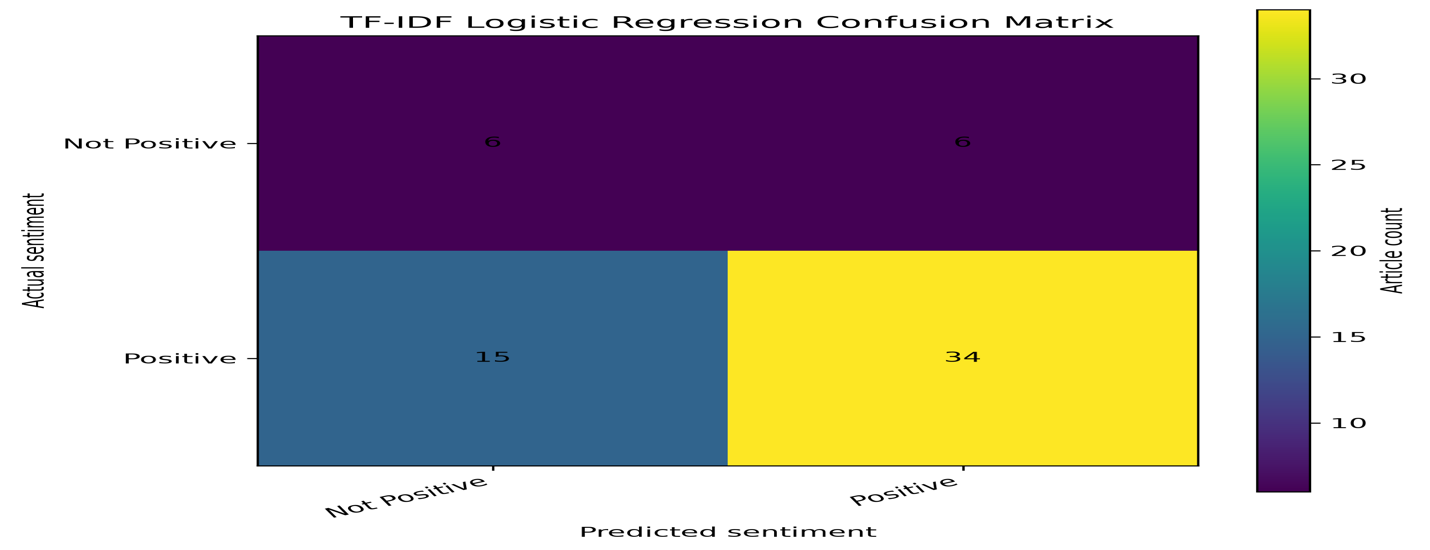 TF-IDF Logistic Regression Confusion Matrix
Actual sentiment
Not Positive
6 6
Positive
15 34
Not Positive
Positive
Predicted sentiment
30
25
20
15
10
Article count